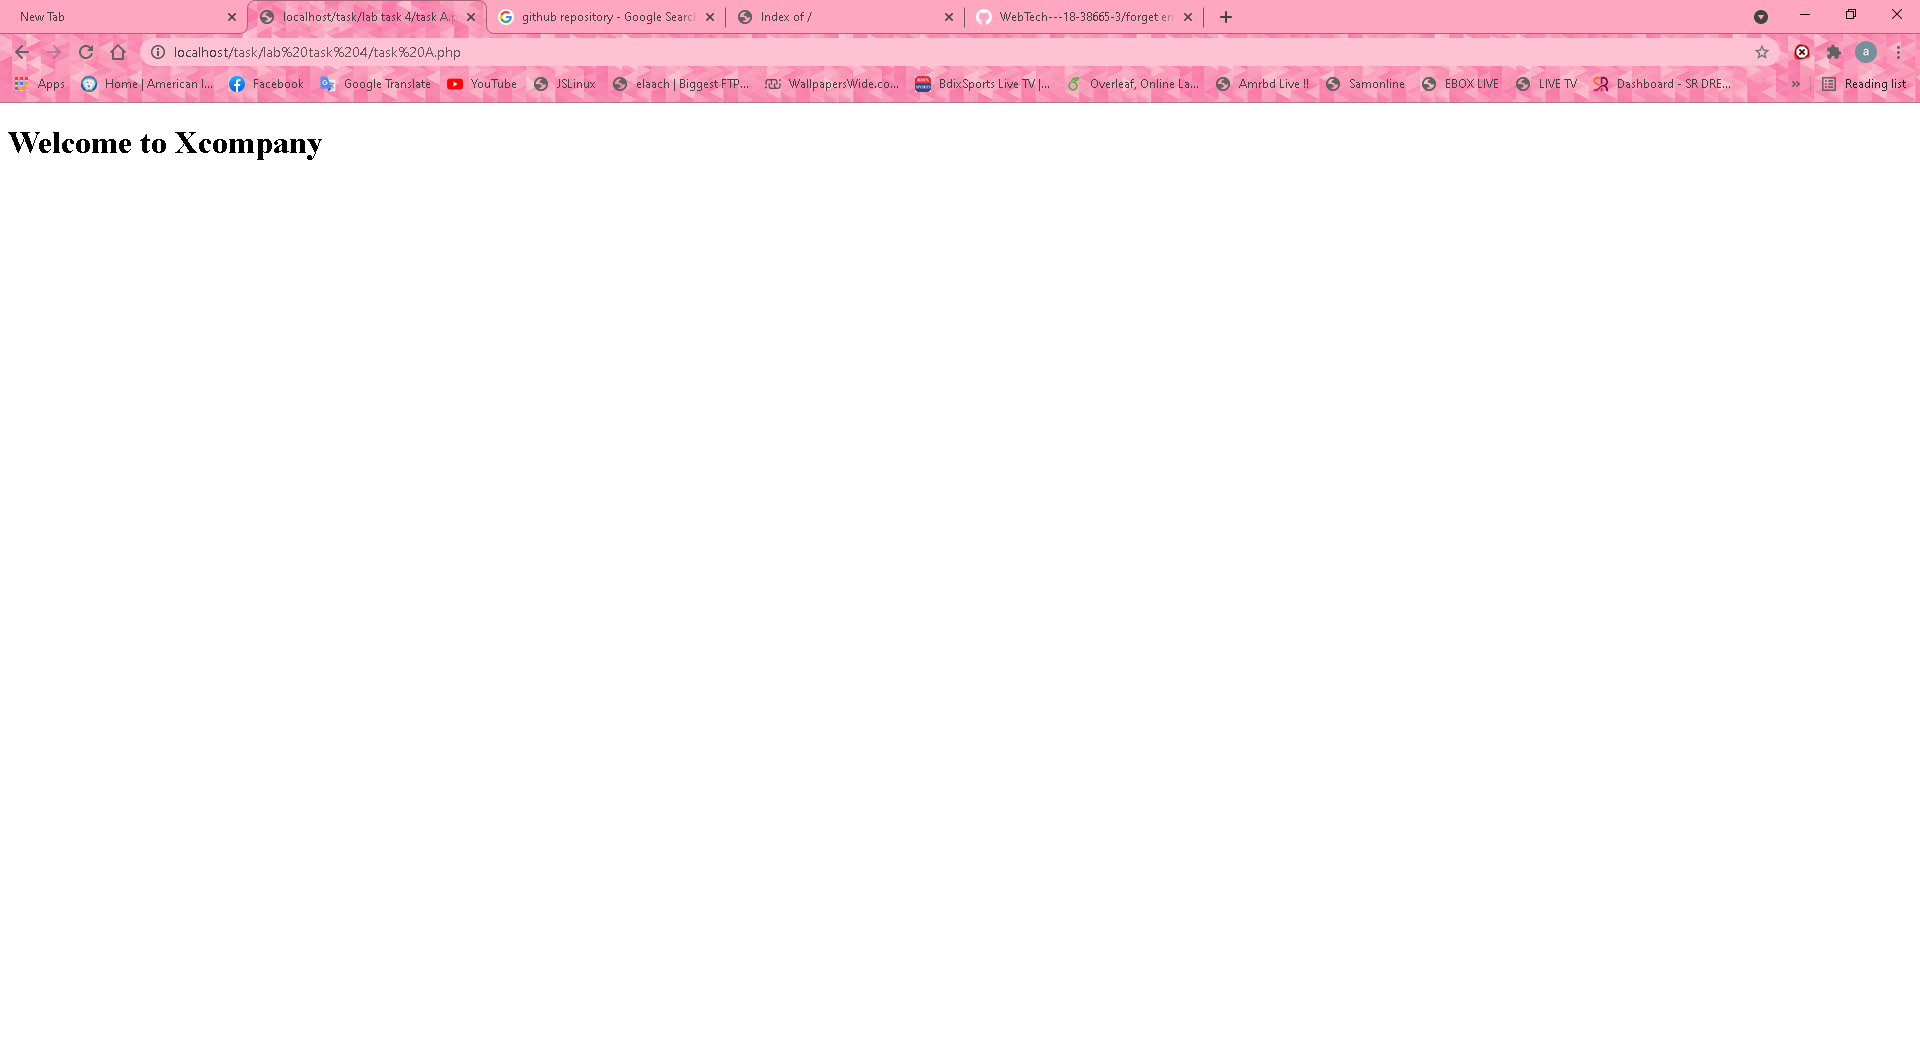 New Tab
localhost/task/lab task 4/task A.p
github repository - Google Searc
Index of /
WebTech---18-38665-3/forget em
localhost/task/lab%20task%204/task%20A.php
a
Apps
Home | American I...
Facebook
Google Translate
YouTube
JSLinux
elaach | Biggest FTP...
WallpapersWide.co...
BdixSports Live TV |...
Overleaf, Online La...
Amrbd Live !!
Samonline
EBOX LIVE
LIVE TV
Dashboard - SR DRE...
»
Reading list
Welcome to Xcompany